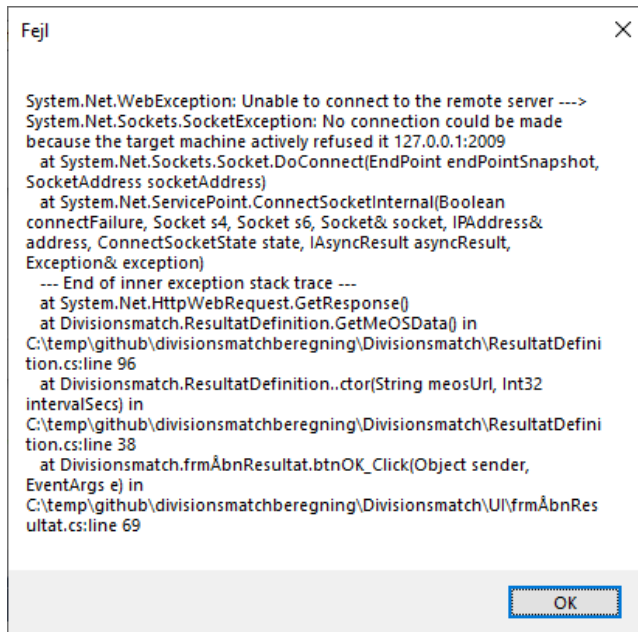 Fejl
System.Net.WebException: Unable to connect to the remote server --->
System.Net.Sockets.SocketException: No connection could be made
because the target machine actively refused it 127.0.0.1:2009
   at System.Net.Sockets.Socket.DoConnect(EndPoint endPointSnapshot,
SocketAddress socketAddress)
   at System.Net.ServicePoint.ConnectSocketInternal(Boolean
connectFailure, Socket s4, Socket s6, Socket& socket, IPAddress&
address, ConnectSocketState state, IAsyncResult asyncResult,
Exception& exception)
   --- End of inner exception stack trace ---
   at System.Net.HttpWebRequest.GetResponse()
   at Divisionsmatch.ResultatDefinition.GetMeOSData() in
C:\temp\github\divisionsmatchberegning\Divisionsmatch\ResultatDefini
tion.cs:line 96
   at Divisionsmatch.ResultatDefinition..ctor(String meosUrl, Int32
intervalSecs) in
C:\temp\github\divisionsmatchberegning\Divisionsmatch\ResultatDefini
tion.cs:line 38
   at Divisionsmatch.frmÅbnResultat.btnOK_Click(Object sender,
EventArgs e) in
C:\temp\github\divisionsmatchberegning\Divisionsmatch\UI\frmÅbnRes
ultat.cs:line 69
OK